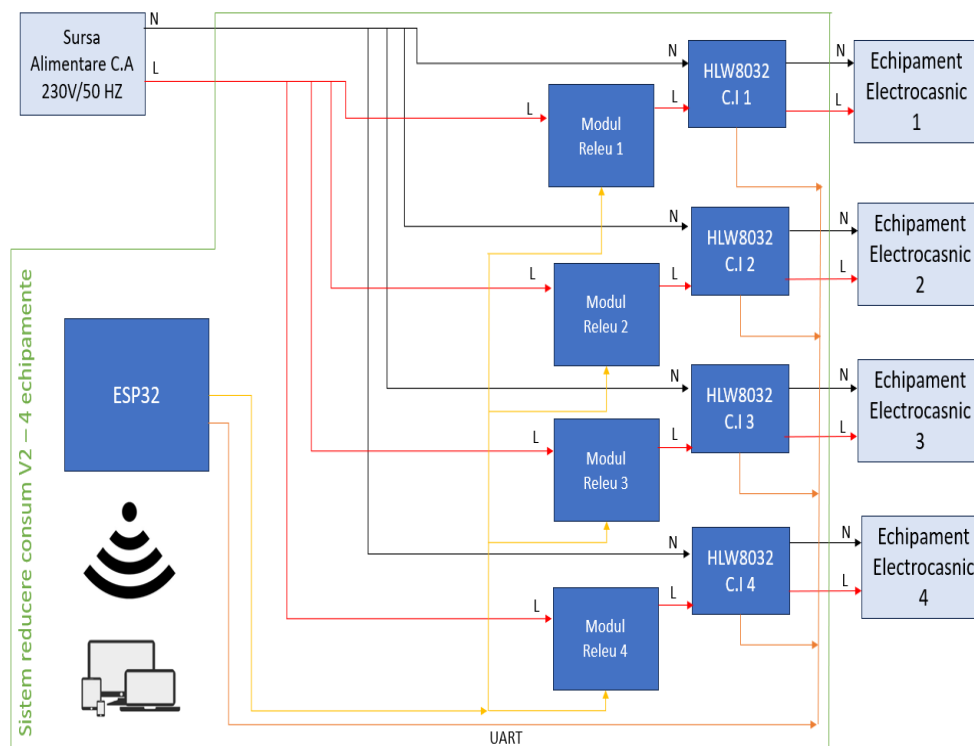 Sursa
Alimentare C.A
230V/50 HZ
N
L
N
HLW8032
C.I 1
N
L
Echipament
Electrocasnic
1
L
Modul
Releu 1
L
N
HLW8032
C.I 2
N
L
Echipament
Electrocasnic
2
L
Modul
Releu 2
L
N
HLW8032
C.I 3
N
L
Echipament
Electrocasnic
3
L
Modul
Releu 3
L
N
HLW8032
C.I 4
N
L
Echipament
Electrocasnic
4
L
Modul
Releu 4
L
ESP32
Sistem reducere consum V2 – 4 echipamente
UART